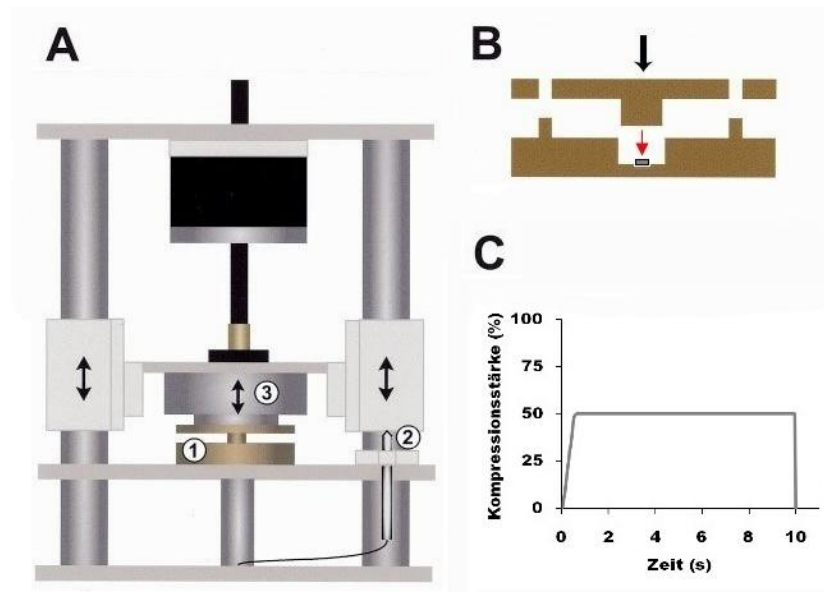 A
B
①
②
③
C
Kompressionsstärke (%)
100
75
50
25
0
0 2 4 6 8 10
Zeit (s)